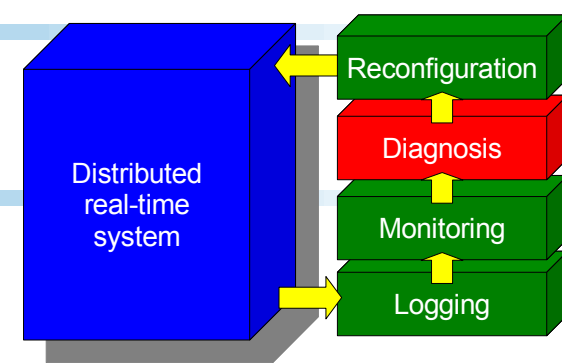 Reconfiguration
Diagnosis
Distributed
real-time
system
Monitoring
Logging